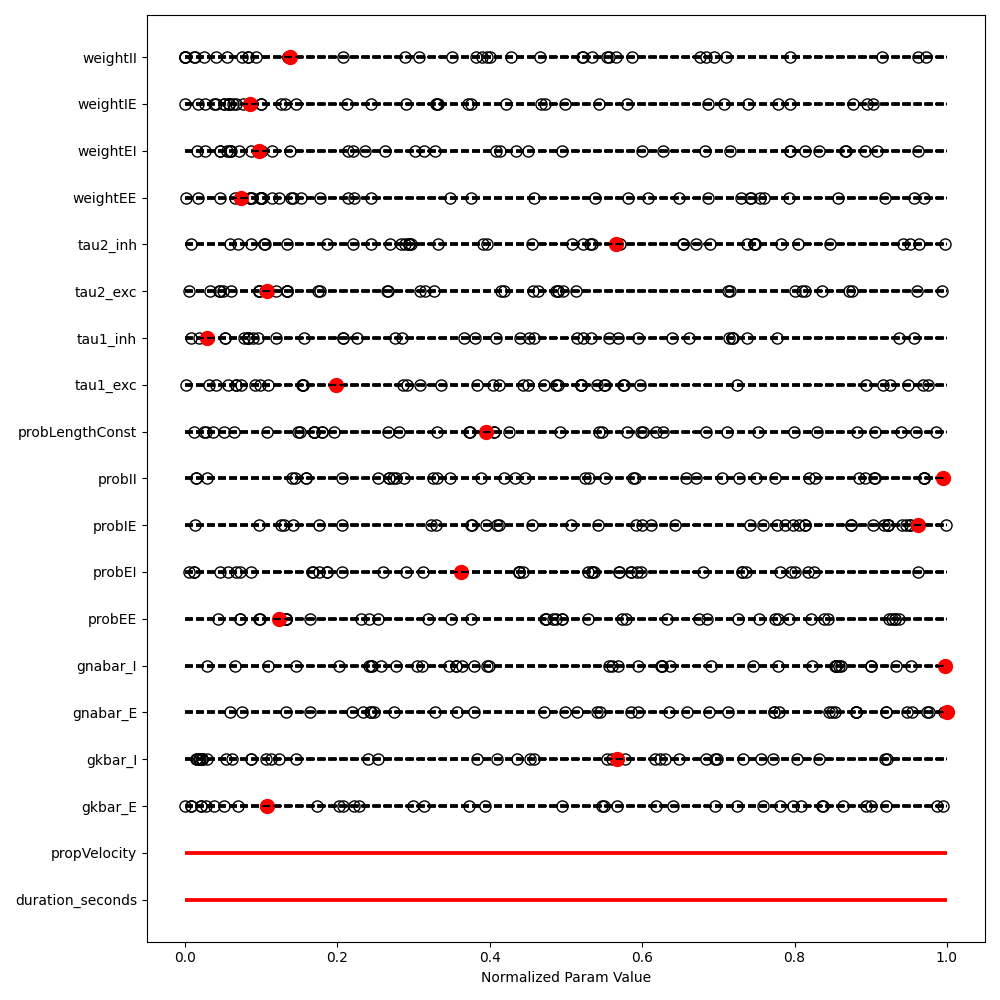 weightII
weightIE
weightEI
weightEE
tau2_inh
tau2_exc
tau1_inh
tau1_exc
probLengthConst
probII
probIE
probEI
probEE
gnabar_I
gnabar_E
gkbar_I
gkbar_E
propVelocity
duration_seconds
0.0 0.2 0.4 0.6 0.8 1.0
Normalized Param Value